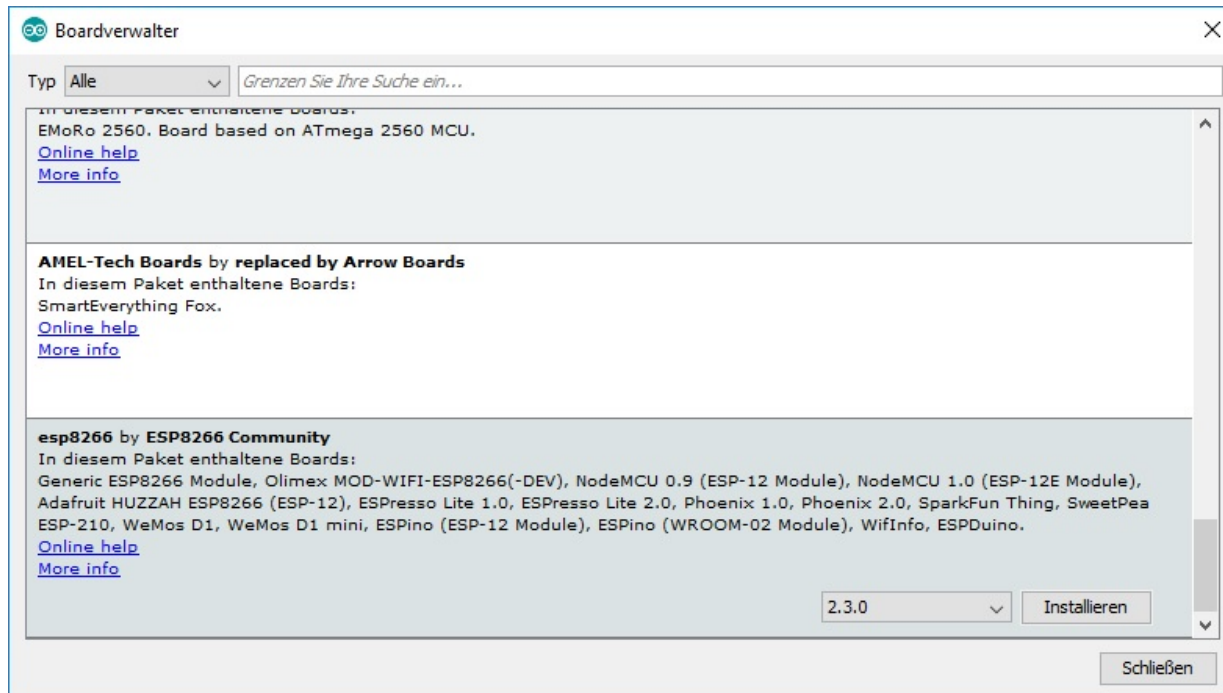 Boardverwalter
Typ Alle Grenzen Sie Ihre Suche ein...
In diesem Paket enthaltene Boards:
EMoRo 2560. Board based on ATmega 2560 MCU.
Online help
More info
AMEL-Tech Boards by replaced by Arrow Boards
In diesem Paket enthaltene Boards:
SmartEverything Fox.
Online help
More info
esp8266 by ESP8266 Community
In diesem Paket enthaltene Boards:
Generic ESP8266 Module, Olimex MOD-WIFI-ESP8266(-DEV), NodeMCU 0.9 (ESP-12 Module), NodeMCU 1.0 (ESP-12E Module),
Adafruit HUZZAH ESP8266 (ESP-12), ESPresso Lite 1.0, ESPresso Lite 2.0, Phoenix 1.0, Phoenix 2.0, SparkFun Thing, SweetPea
ESP-210, WeMos D1, WeMos D1 mini, ESPino (ESP-12 Module), ESPino (WROOM-02 Module), WifInfo, ESPDuino.
Online help
More info
2.3.0 Installieren
Schließen